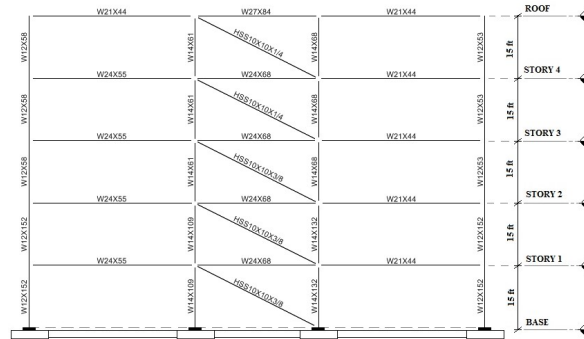 W21X44 W27X84 W21X44 ROOF
W12X58 W14X61 HSS10X10X1/4 W14X68 W12X53 15 ft
W24X55 W24X68 W21X44 STORY 4
W12X58 W14X61 HSS10X10X1/4 W14X68 W12X53 15 ft
W24X55 W24X68 W21X44 STORY 3
W12X58 W14X61 HSS10X10X3/8 W14X68 W12X53 15 ft
W24X55 W24X68 W21X44 STORY 2
W12X152 W14X109 HSS10X10X3/8 W14X132 W12X152 15 ft
W24X55 W24X68 W21X44 STORY 1
W12X152 W14X109 HSS10X10X3/8 W14X132 W12X152 15 ft
BASE